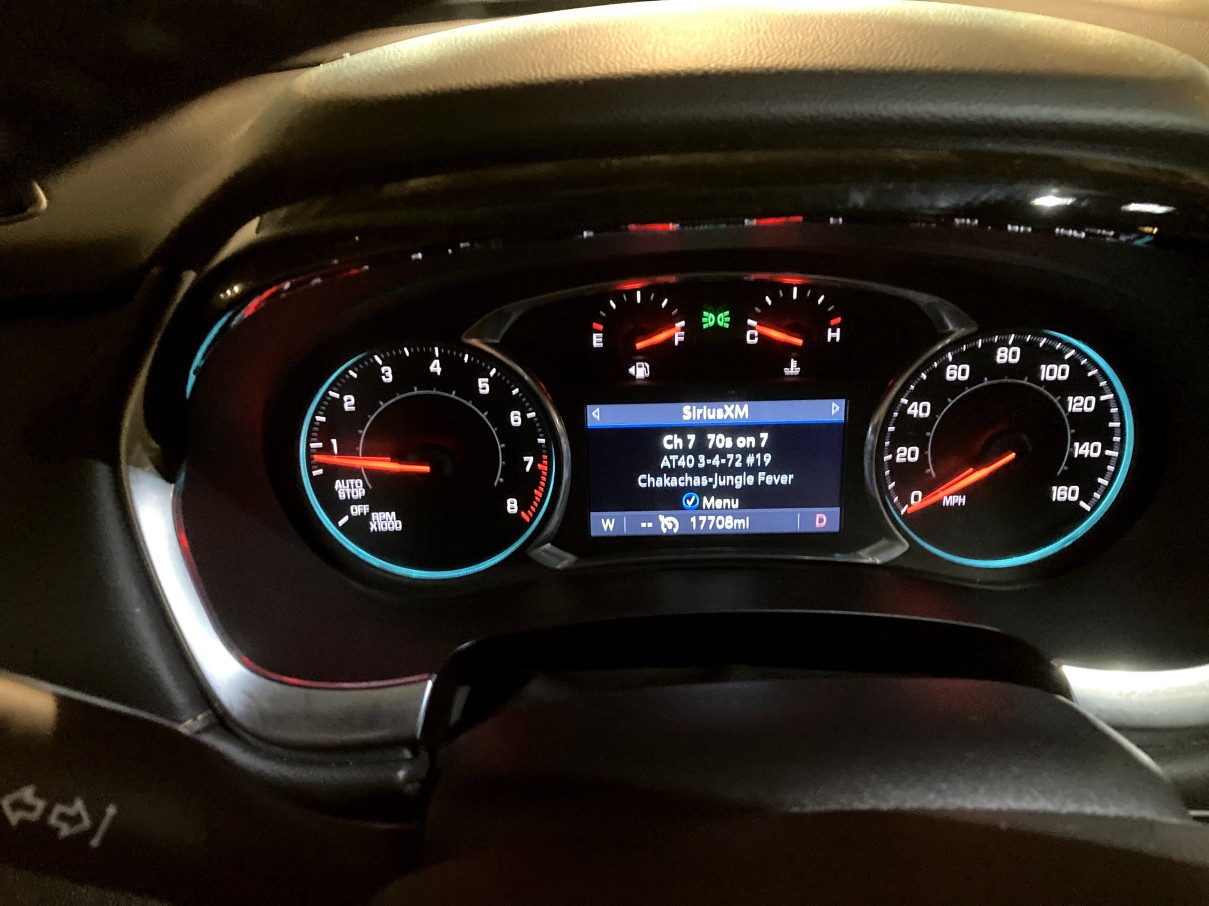 E
F
C
H
1
2
3
4
5
6
7
8
AUTO
STOP
OFF
RPM
X1000
SiriusXM
Ch 7 70s on 7
AT40 3-4-72 #19
Chakachas-Jungle Fever
Menu
W -- 17708mi D
0
20
40
60
80
100
120
140
160
MPH